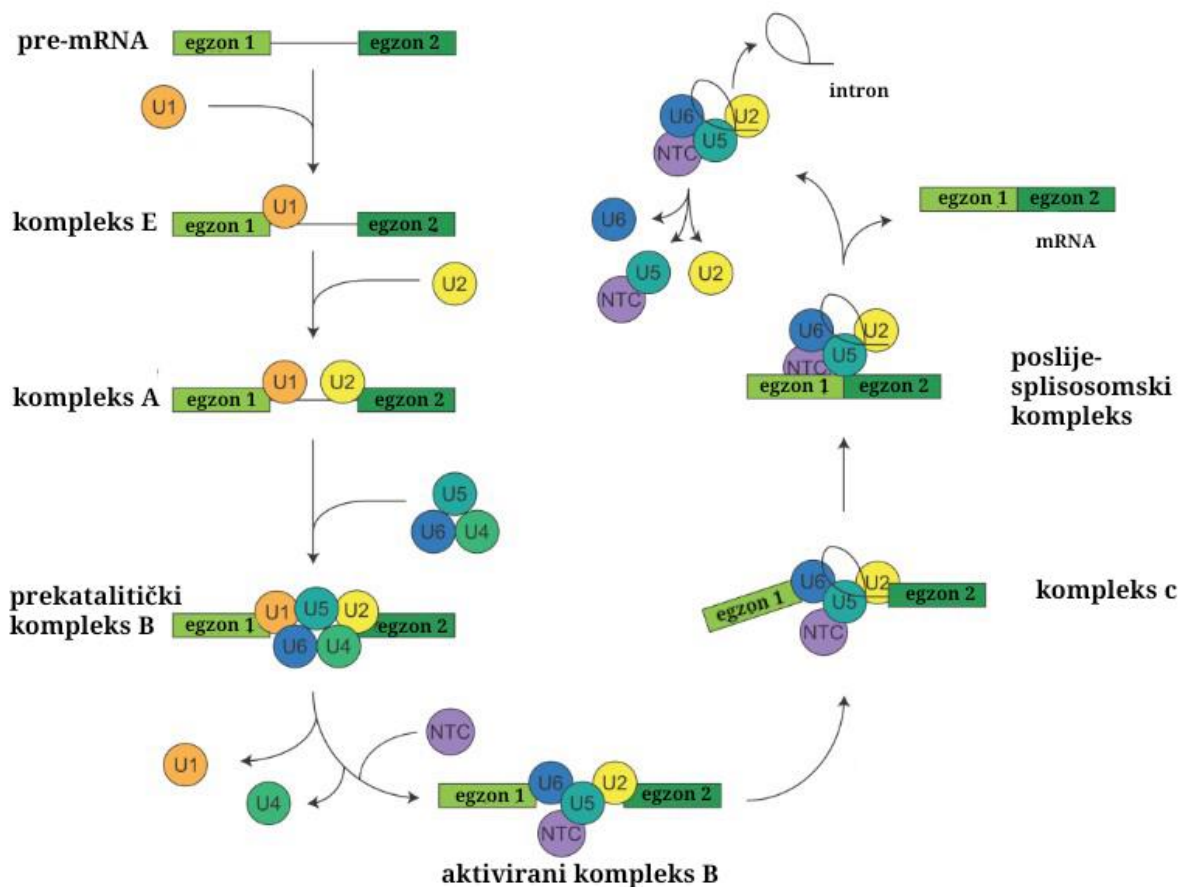 pre-mRNA
egzon 1
egzon 2
U1
kompleks E
egzon 1
U1
egzon 2
U2
kompleks A
egzon 1
U1
U2
egzon 2
U5
U6
U4
prekatalitički
kompleks B
egzon 1
U1
U5
U2
U6
U4
egzon 2
U1
U4
NTC
egzon 1
U6
U5
U2
NTC
egzon 2
aktivirani kompleks B
egzon 1
U6
U5
U2
NTC
egzon 2
kompleks c
U6
U2
U5
NTC
egzon 1
egzon 2
poslije-
splisosomski
kompleks
egzon 1
egzon 2
mRNA
U6
U2
U5
NTC
intron
U6
U5
NTC
U2